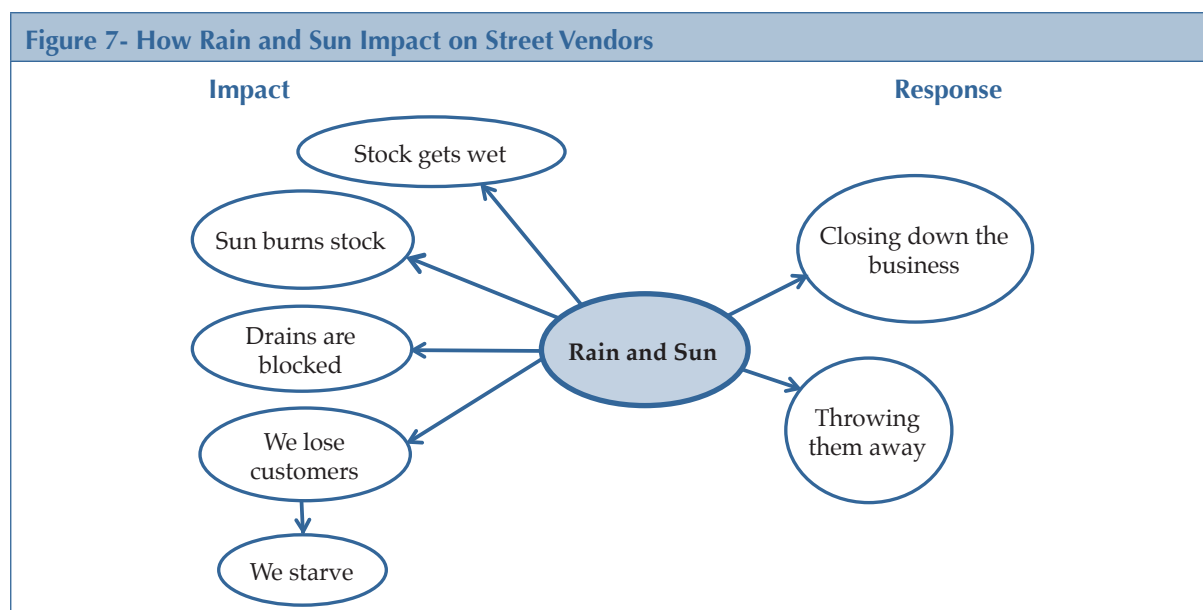 Figure 7- How Rain and Sun Impact on Street Vendors
Impact
Response
Stock gets wet
Sun burns stock
Drains are
blocked
We lose
customers
We starve
Rain and Sun
Closing down the
business
Throwing
them away